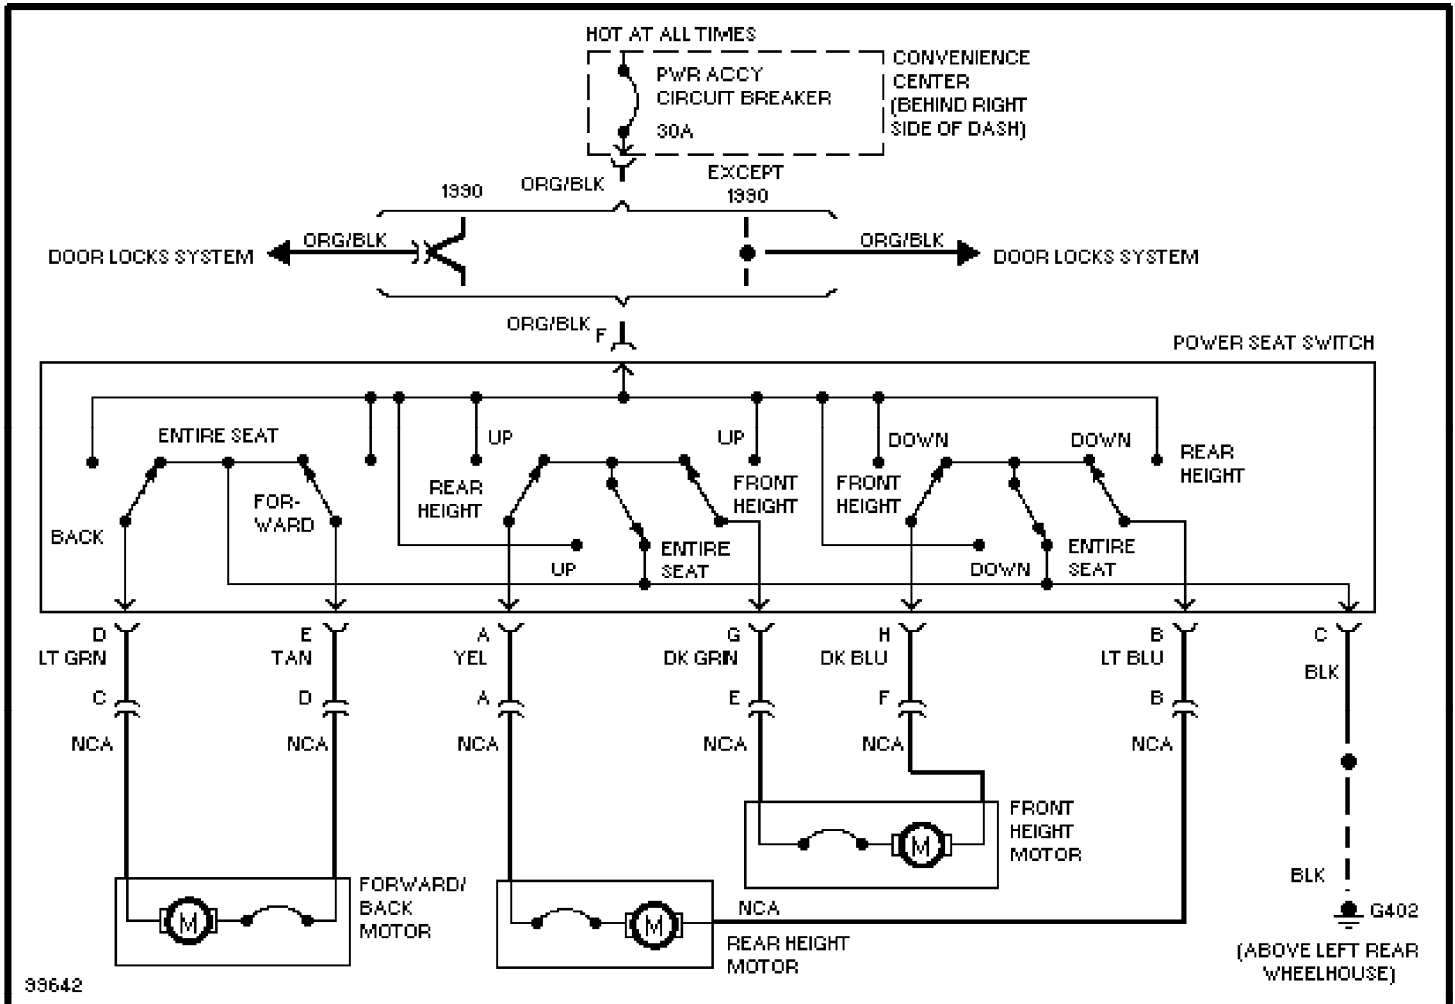 HOT AT ALL TIMES
PWR ACCY
CIRCUIT BREAKER
30A
CONVENIENCE
CENTER
(BEHIND RIGHT
SIDE OF DASH)
ORG/BLK
1990
EXCEPT
1990
DOOR LOCKS SYSTEM
ORG/BLK
ORG/BLK
DOOR LOCKS SYSTEM
ORG/BLK
F
POWER SEAT SWITCH
ENTIRE SEAT
BACK
FOR-
WARD
UP
REAR
HEIGHT
UP
ENTIRE
SEAT
UP
FRONT
HEIGHT
FRONT
HEIGHT
DOWN
DOWN
ENTIRE
SEAT
DOWN
REAR
HEIGHT
D
E
A
G
H
B
C
LT GRN
TAN
YEL
DK GRN
DK BLU
LT BLU
BLK
C
D
A
E
F
B
NCA
NCA
NCA
NCA
NCA
NCA
FRONT
HEIGHT
MOTOR
M
FORWARD/
BACK
MOTOR
M
M
NCA
REAR HEIGHT
MOTOR
BLK
G402
(ABOVE LEFT REAR
WHEELHOUSE)
99642